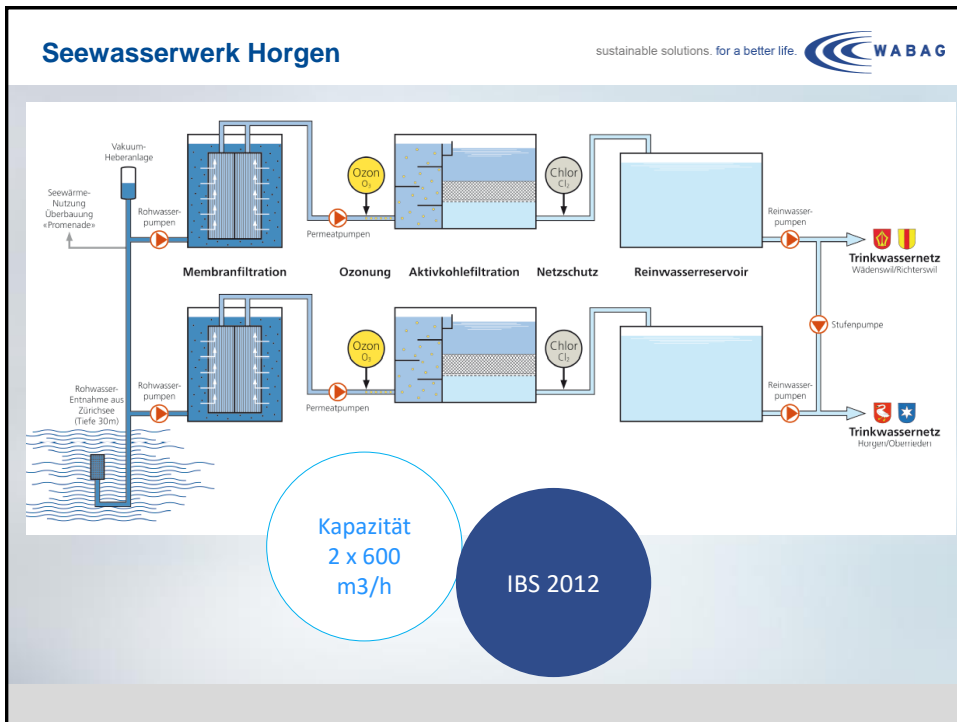 Seewasserwerk Horgen
sustainable solutions. for a better life.
WABAG
Vakuum-
Heberanlage
Seewärme-
Nutzung
Überbauung
«Promenade»
Rohwasser-
pumpen
Permeatpumpen
Ozon
O₃
Chlor
Cl₂
Reinwasser-
pumpen
Trinkwassernetz
Wädenswil/Richterswil
Membranfiltration
Ozonung
Aktivkohlefiltration
Netzschutz
Reinwasserreservoir
Stufenpumpe
Rohwasser-
Entnahme aus
Zürichsee
(Tiefe 30m)
Rohwasser-
pumpen
Permeatpumpen
Ozon
O₃
Chlor
Cl₂
Reinwasser-
pumpen
Trinkwassernetz
Horgen/Oberrieden
Kapazität
2 x 600
m3/h
IBS 2012